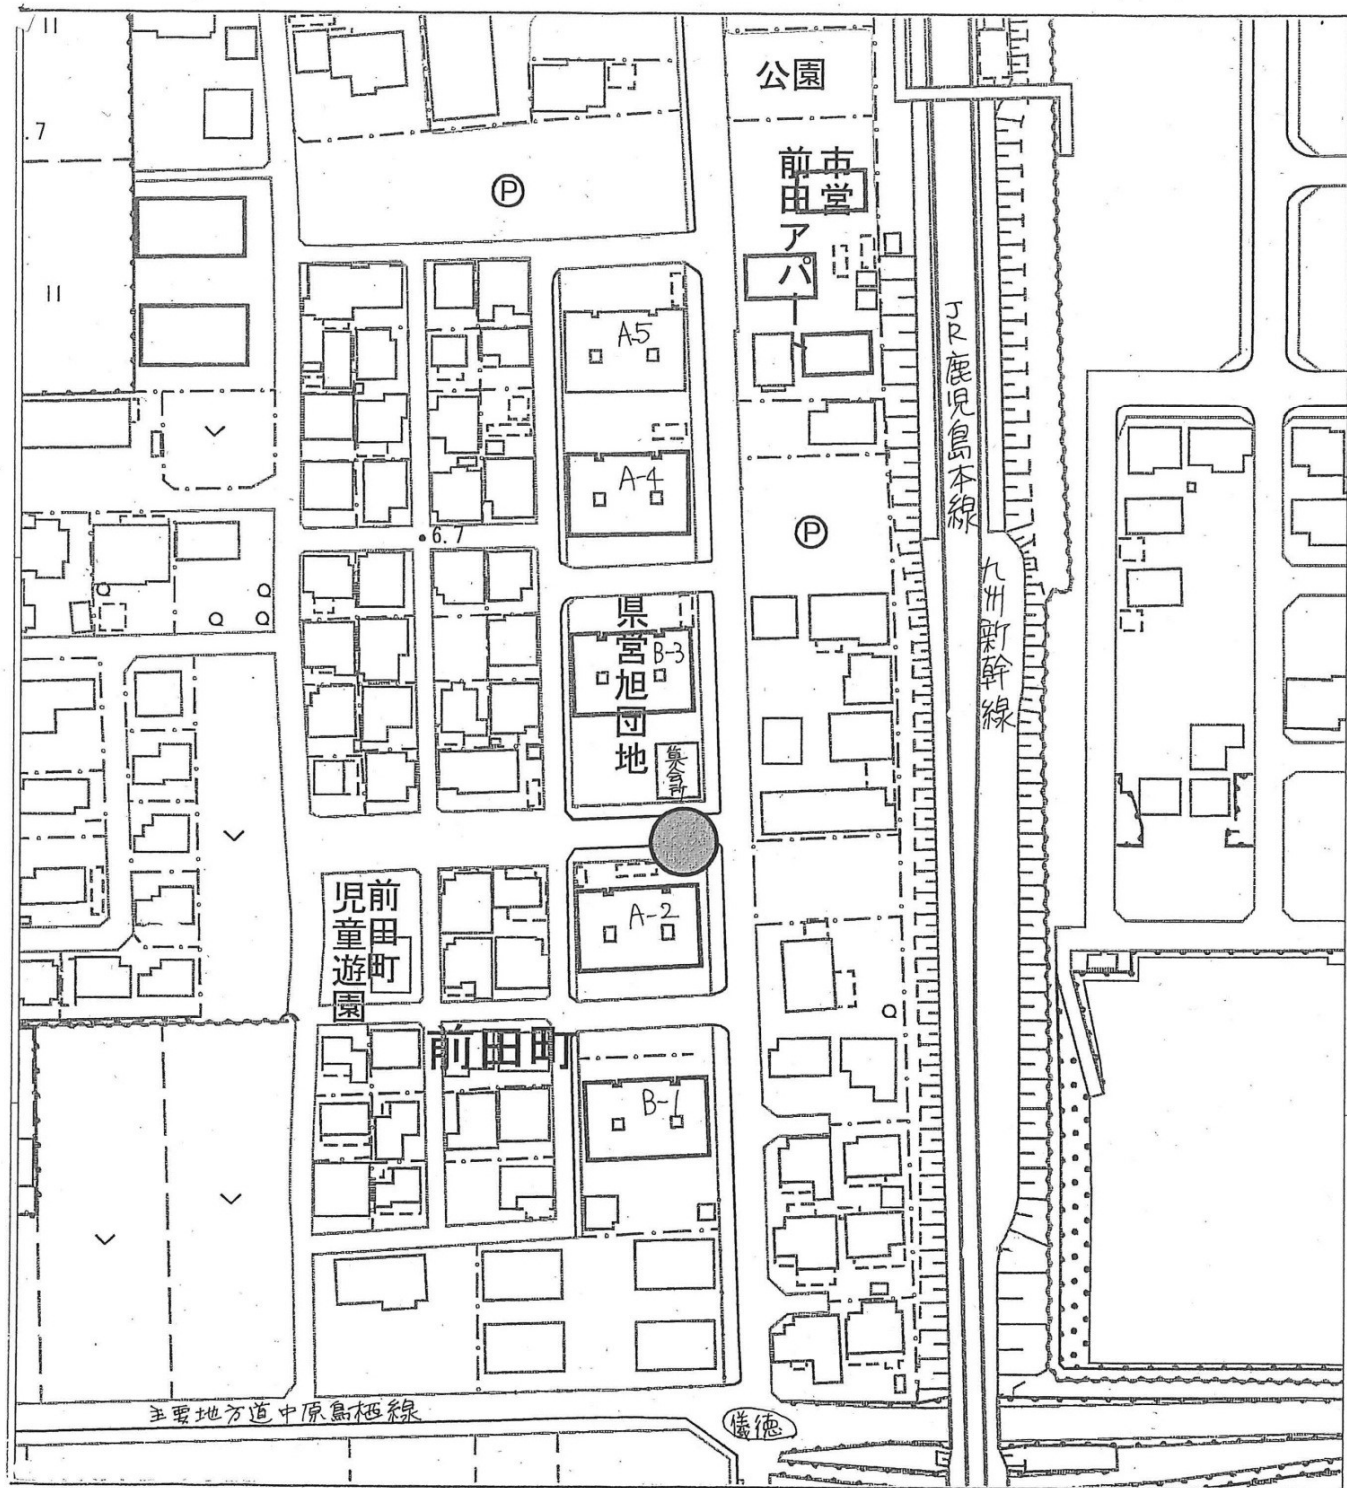 公園
.7
市営
前田アパート
Ⓟ
A-5
JR鹿児島本線
A-4
Ⓟ
6.7
九州新幹線
県営旭団地
B-3
集会所
前田町
児童遊園
A-2
前田町
B-1
主要地方道中原鳥栖線
儀徳